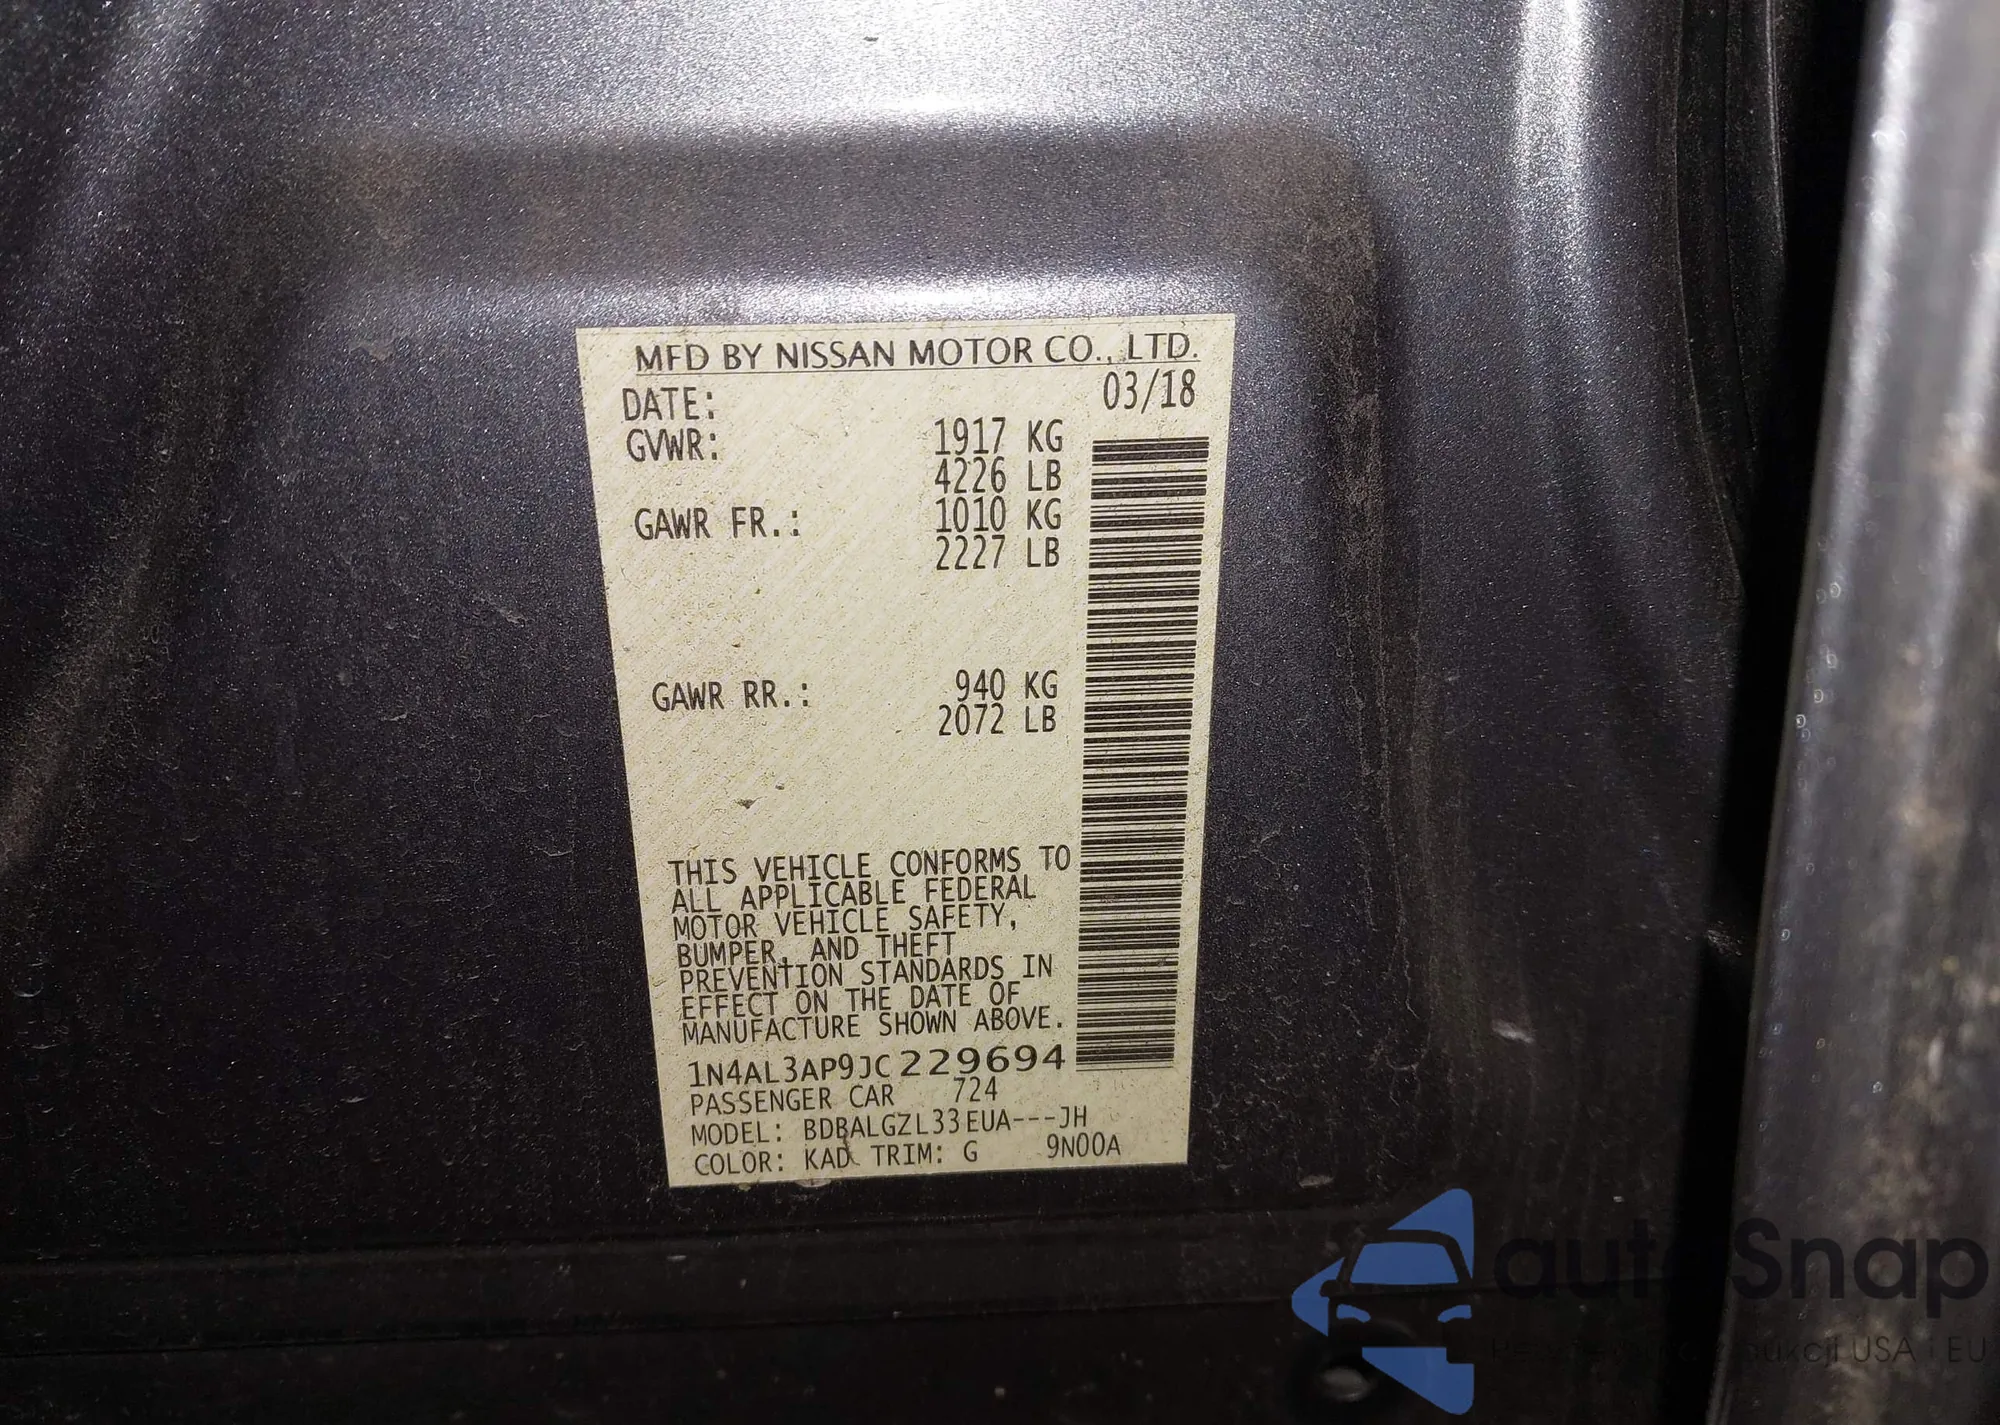 MFD BY NISSAN MOTOR CO., LTD.
DATE: 03/18
GVWR: 1917 KG
4226 LB
GAWR FR.: 1010 KG
2227 LB
GAWR RR.: 940 KG
2072 LB
THIS VEHICLE CONFORMS TO
ALL APPLICABLE FEDERAL
MOTOR VEHICLE SAFETY,
BUMPER, AND THEFT
PREVENTION STANDARDS IN
EFFECT ON THE DATE OF
MANUFACTURE SHOWN ABOVE.
1N4AL3AP9JC229694
PASSENGER CAR 724
MODEL: BDBALGZL33EUA---JH
COLOR: KAD TRIM: G 9N00A
autoSnap
USA i EU